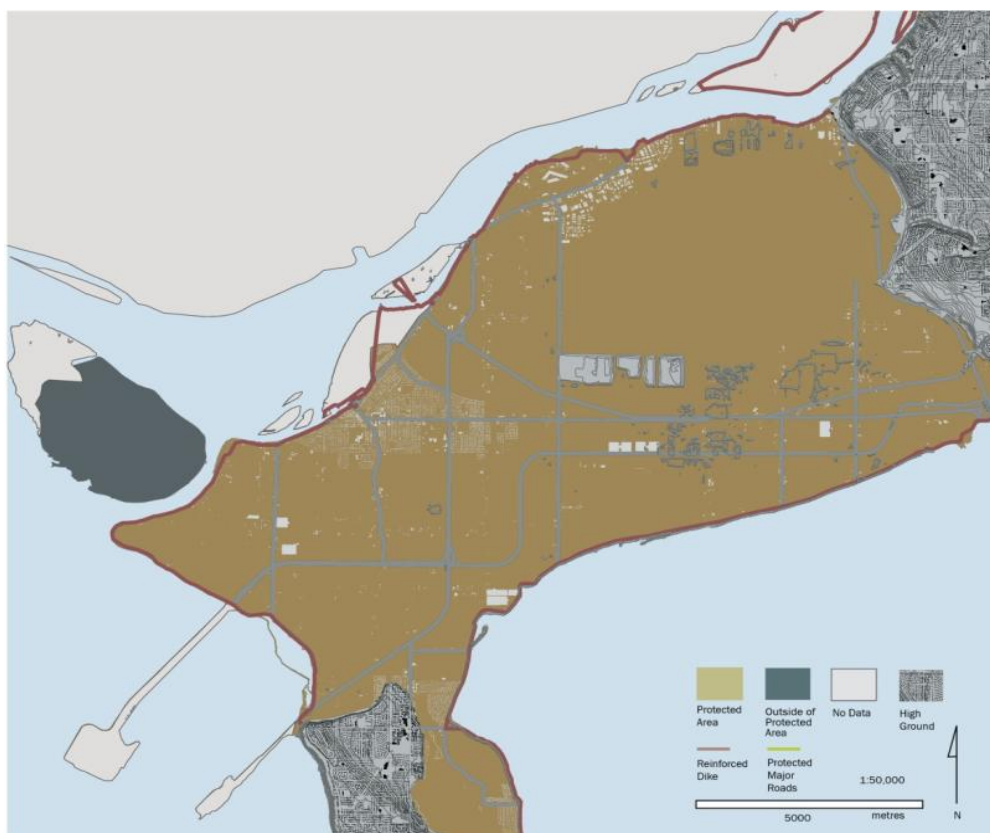 Protected
Area
Outside of
Protected
Area
No Data
High
Ground
Reinforced
Dike
Protected
Major
Roads
1:50,000
5000
metres
N